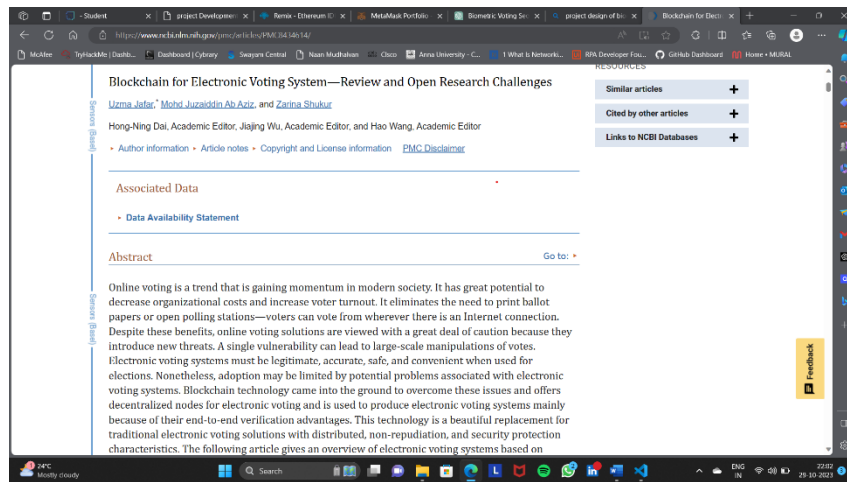 - Student
project Developmen
Remix - Ethereum ID
MetaMask Portfolio
Biometric Voting Sec
project design of bio
Blockchain for Electr
https://www.ncbi.nlm.nih.gov/pmc/articles/PMC8434614/
McAfee
TryHackMe | Dashb...
Dashboard | Cybrary
Swayam Central
Naan Mudhalvan
Cisco
Anna University - C...
1 What Is Networki...
RPA Developer Fou...
GitHub Dashboard
Home • MURAL
RESOURCES
Blockchain for Electronic Voting System—Review and Open Research Challenges
Uzma Jafar,* Mohd Juzaiddin Ab Aziz, and Zarina Shukur
Hong-Ning Dai, Academic Editor, Jiajing Wu, Academic Editor, and Hao Wang, Academic Editor
Author information Article notes Copyright and License information PMC Disclaimer
Similar articles +
Cited by other articles +
Links to NCBI Databases +
Sensors (Basel)
Associated Data
Data Availability Statement
Abstract
Go to:
Online voting is a trend that is gaining momentum in modern society. It has great potential to
decrease organizational costs and increase voter turnout. It eliminates the need to print ballot
papers or open polling stations—voters can vote from wherever there is an Internet connection.
Despite these benefits, online voting solutions are viewed with a great deal of caution because they
introduce new threats. A single vulnerability can lead to large-scale manipulations of votes.
Electronic voting systems must be legitimate, accurate, safe, and convenient when used for
elections. Nonetheless, adoption may be limited by potential problems associated with electronic
voting systems. Blockchain technology came into the ground to overcome these issues and offers
decentralized nodes for electronic voting and is used to produce electronic voting systems mainly
because of their end-to-end verification advantages. This technology is a beautiful replacement for
traditional electronic voting solutions with distributed, non-repudiation, and security protection
characteristics. The following article gives an overview of electronic voting systems based on
Sensors (Basel)
Feedback
24°C
Mostly cloudy
Search
ENG
IN
22:02
29-10-2023